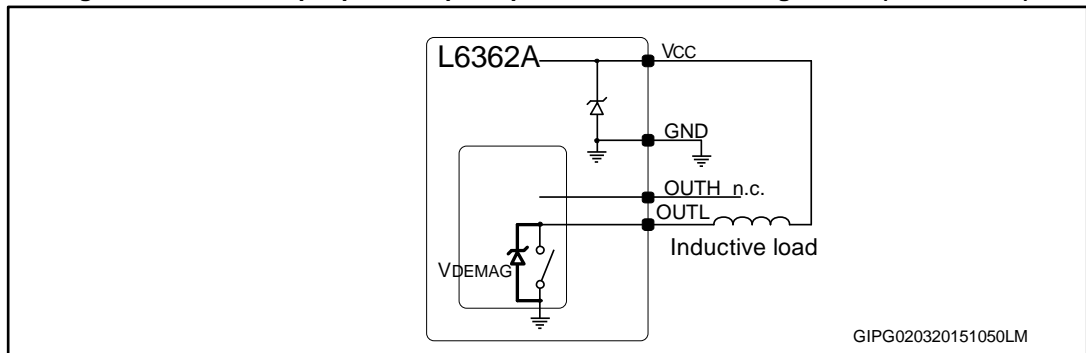 L6362A
VCC
GND
OUTH n.c.
OUTL
Inductive load
VDEMAG
GIPG020320151050LM